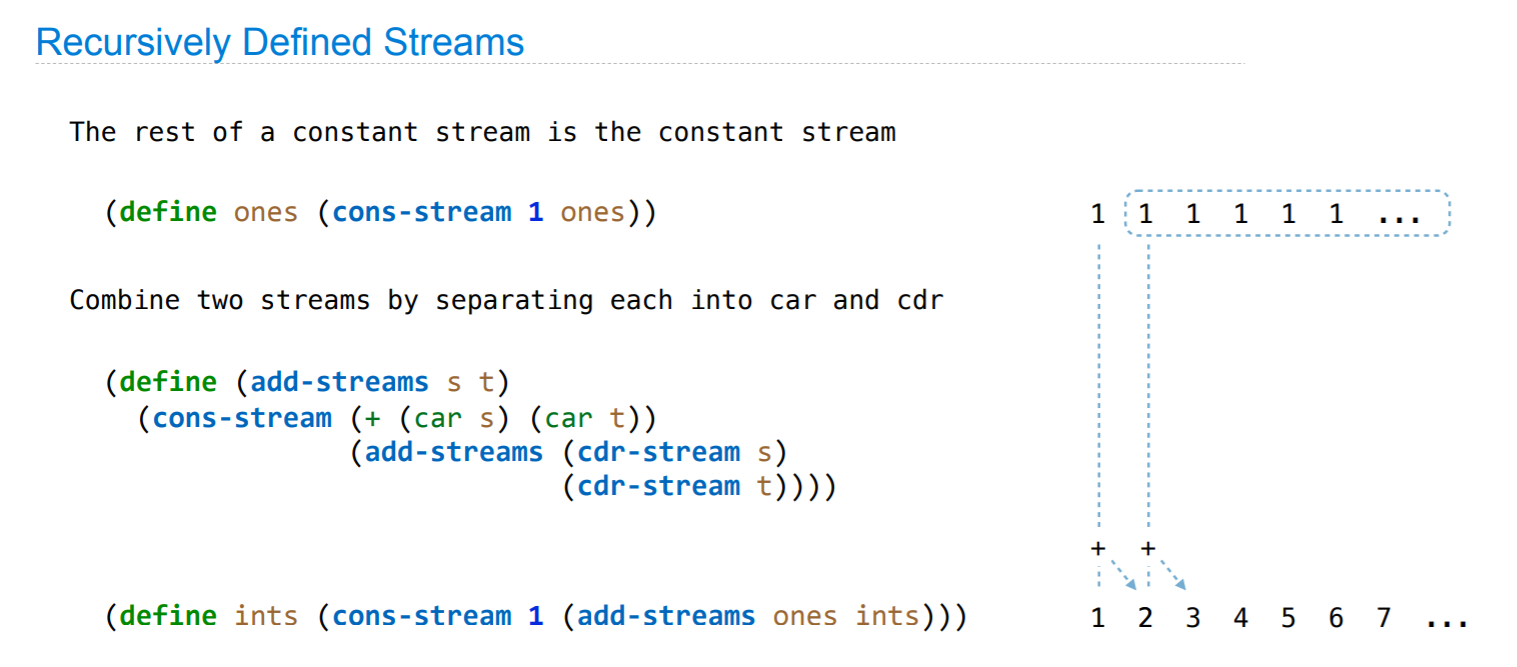 Recursively Defined Streams
The rest of a constant stream is the constant stream
(define ones (cons-stream 1 ones))
1 1 1 1 1 1 ...
Combine two streams by separating each into car and cdr
(define (add-streams s t)
(cons-stream (+ (car s) (car t))
(add-streams (cdr-stream s)
(cdr-stream t))))
+ +
(define ints (cons-stream 1 (add-streams ones ints)))
1 2 3 4 5 6 7 ...